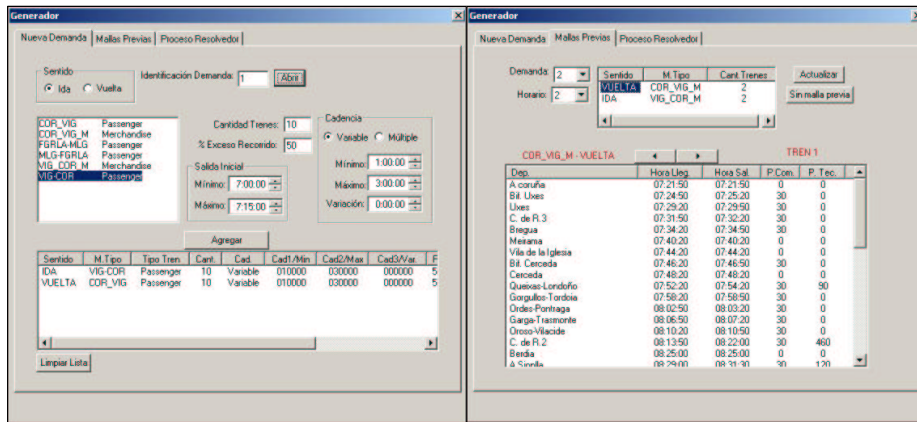 Generador
Nueva Demanda Mallas Previas Proceso Resolvedor
Sentido
Ida Vuelta
Identificación Demanda: 1 Abrir
COR_VIG Passenger
COR_VIG_M Merchandise
FGRLA-MLG Passenger
MLG-FGRLA Passenger
VIG_COR_M Merchandise
VIG-COR Passenger
Cantidad Trenes: 10
% Exceso Recorrido: 50
Salida Inicial
Mínimo: 7:00:00
Máximo: 7:15:00
Cadencia
Variable Múltiple
Mínimo: 1:00:00
Máximo: 3:00:00
Variación: 0:00:00
Agregar
Sentido M.Tipo Tipo Tren Cant. Cad. Cad1/Min Cad2/Max Cad3/Var. F
IDA VIG-COR Passenger 10 Variable 010000 030000 000000 5
VUELTA COR_VIG Passenger 10 Variable 010000 030000 000000 5
Limpiar Lista
Generador
Nueva Demanda Mallas Previas Proceso Resolvedor
Demanda: 2
Horario: 2
Sentido M.Tipo Cant.Trenes
VUELTA COR_VIG_M 2
IDA VIG_COR_M 2
Actualizar
Sin malla previa
COR_VIG_M - VUELTA
TREN 1
Dep. Hora Lleg. Hora Sal. P.Com. P. Tec.
A coruña 07:21:50 07:21:50 0 0
Bif. Uxes 07:24:50 07:25:20 30 0
Uxes 07:29:20 07:29:50 30 0
C. de R.3 07:31:50 07:32:20 30 0
Bregua 07:34:20 07:34:50 30 0
Meirama 07:40:20 07:40:20 0 0
Vila de la Iglesia 07:44:20 07:44:20 0 0
Bif. Cerceda 07:46:20 07:46:50 30 0
Cerceda 07:48:20 07:48:20 0 0
Queixas-Londoño 07:52:20 07:54:20 30 90
Gorgullos-Tordoia 07:58:20 07:58:50 30 0
Ordes-Pontraga 08:02:50 08:03:20 30 0
Garga-Trasmonte 08:06:50 08:07:20 30 0
Oroso-Vilacide 08:10:20 08:10:50 30 0
C. de R.2 08:13:50 08:22:00 30 460
Berdia 08:25:00 08:25:00 0 0
08:29:00 08:31:30 30 120